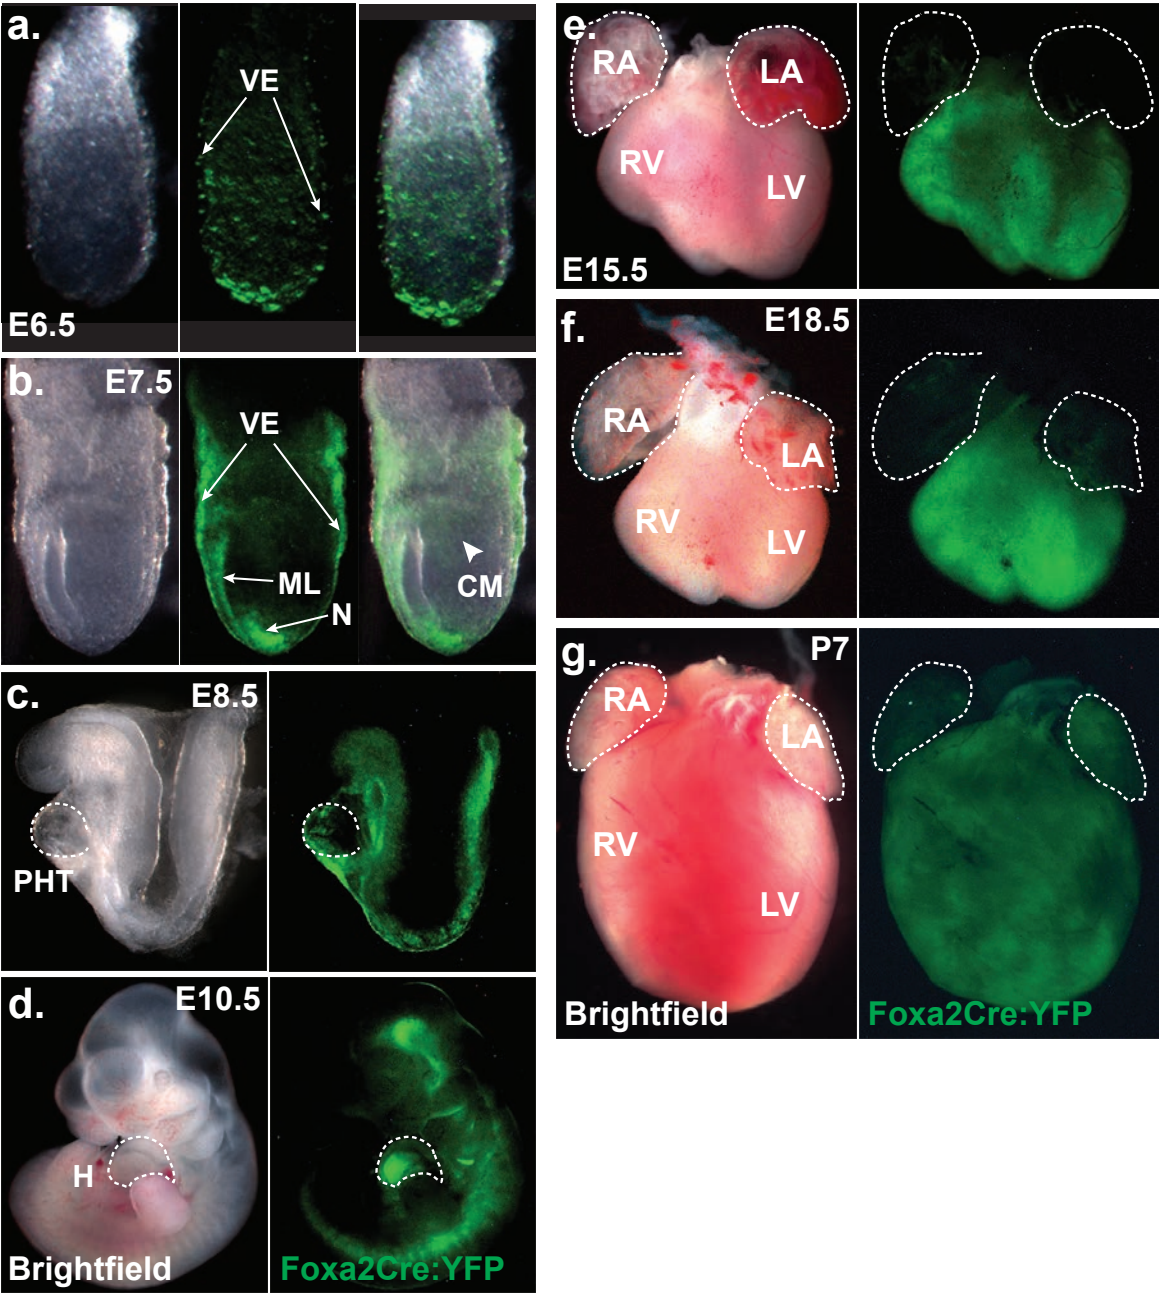 a.
VE
E6.5
b.
E7.5
VE
ML
N
CM
c.
E8.5
PHT
d.
E10.5
H
Brightfield
Foxa2Cre:YFP
e.
RA
LA
RV
LV
E15.5
f.
E18.5
RA
LA
RV
LV
g.
P7
RA
LA
RV
LV
Brightfield
Foxa2Cre:YFP